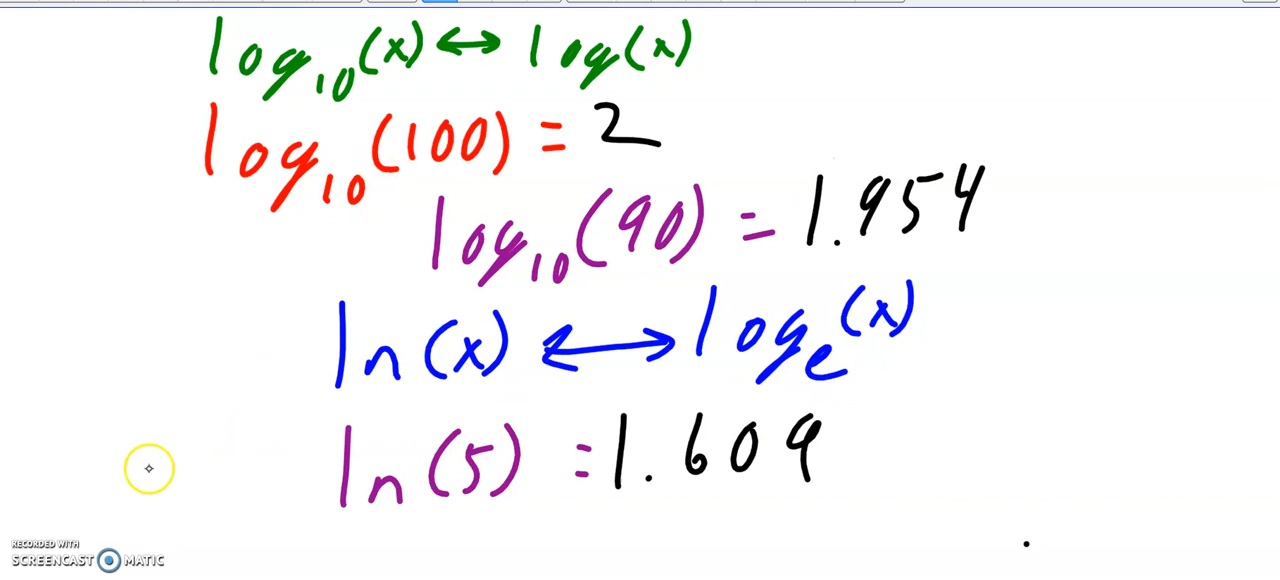 log₁₀(x) ↔ log(x)
log₁₀(100) = 2
log₁₀(90) = 1.954
ln(x) ↔ logₑ(x)
ln(5) = 1.609
RECORDED WITH
SCREENCAST MATIC